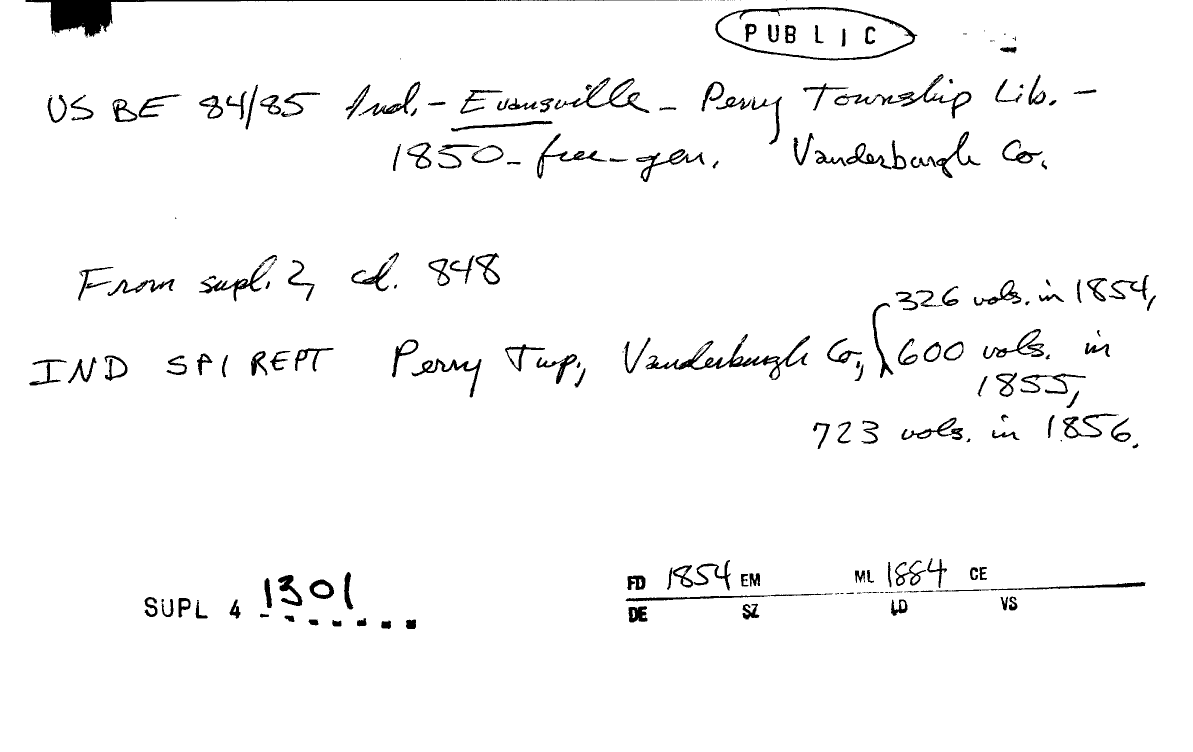 PUBLIC
US BE 84/85 Ind. - Evansville - Perry Township Lib. -
1850 - free - gen. Vanderburgh Co.
From supl. 2, cd. 848
326 vols. in 1854,
IND SPI REPT Perry Twp., Vanderburgh Co., 600 vols. in
1855,
723 vols. in 1856.
SUPL 4 1301
FD 1854 EM ML 1884 CE
DE SZ LD VS